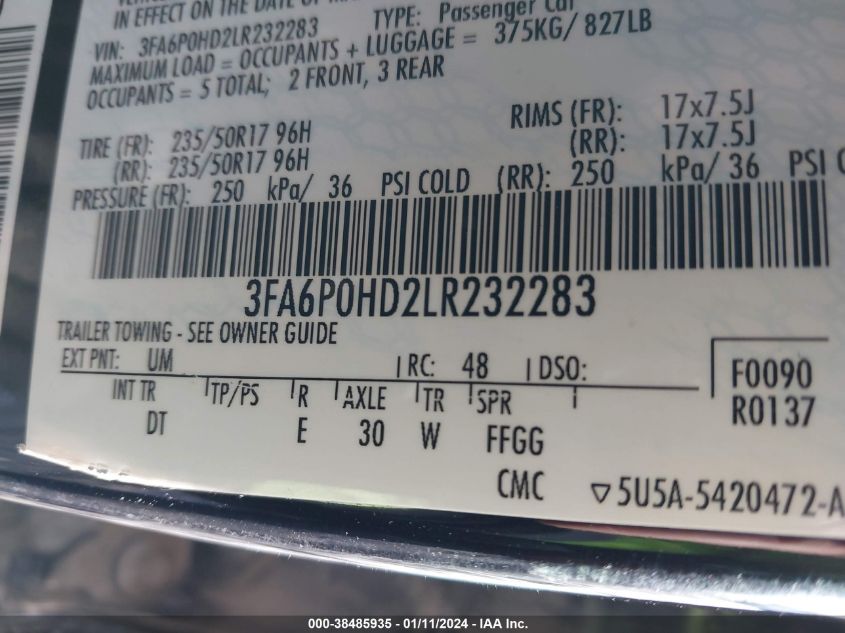 IN EFFECT ON THE DATE OF
VIN: 3FA6P0HD2LR232283 TYPE: Passenger Car
MAXIMUM LOAD = OCCUPANTS + LUGGAGE = 375KG/ 827LB
OCCUPANTS = 5 TOTAL; 2 FRONT, 3 REAR
TIRE (FR): 235/50R17 96H RIMS (FR): 17x7.5J
(RR): 235/50R17 96H (RR): 17x7.5J
PRESSURE (FR): 250 kPa/ 36 PSI COLD (RR): 250 kPa/ 36 PSI
3FA6P0HD2LR232283
TRAILER TOWING - SEE OWNER GUIDE
EXT PNT: UM RC: 48 DSO: F0090
INT TR TP/PS R AXLE TR SPR R0137
DT E 30 W FFGG
CMC ▽5U5A-5420472-A
000-38485935 - 01/11/2024 - IAA Inc.